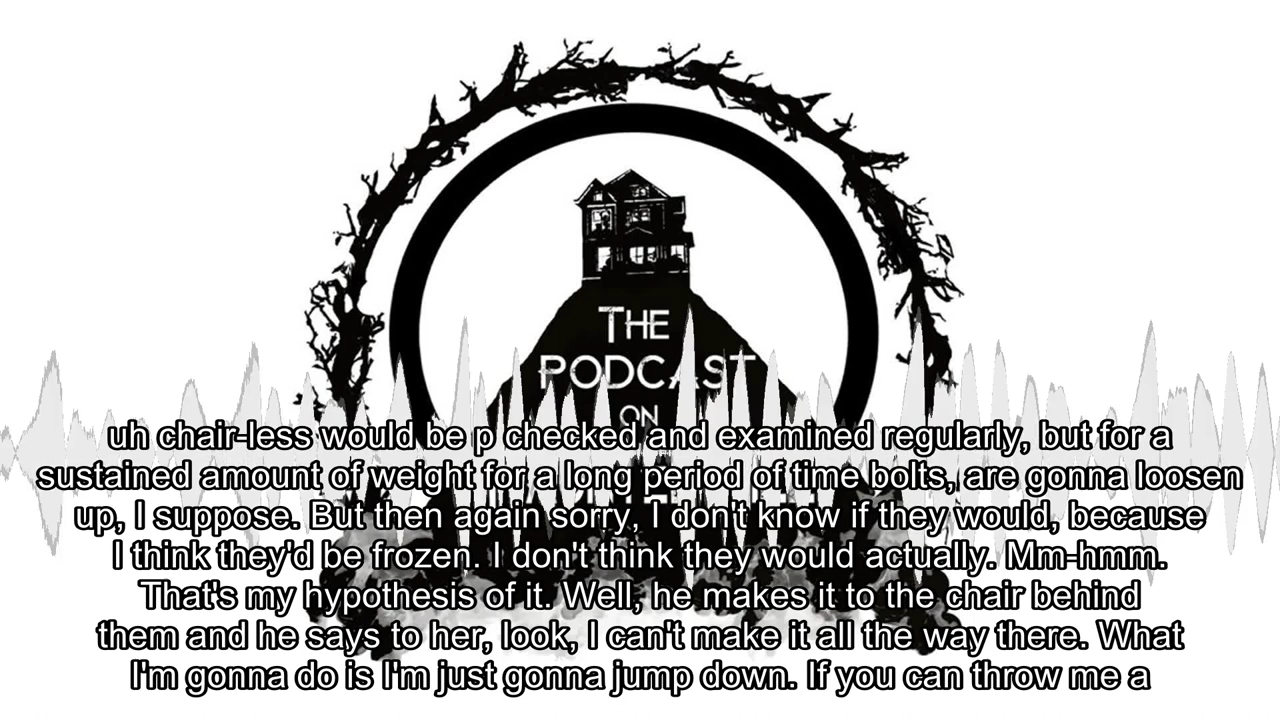 THE
PODCAST
ON
uh chair-less would be p checked and examined regularly, but for a
sustained amount of weight for a long period of time bolts, are gonna loosen
up, I suppose. But then again sorry, I don't know if they would, because
I think they'd be frozen. I don't think they would actually. Mm-hmm.
That's my hypothesis of it. Well, he makes it to the chair behind
them and he says to her, look, I can't make it all the way there. What
I'm gonna do is I'm just gonna jump down. If you can throw me a